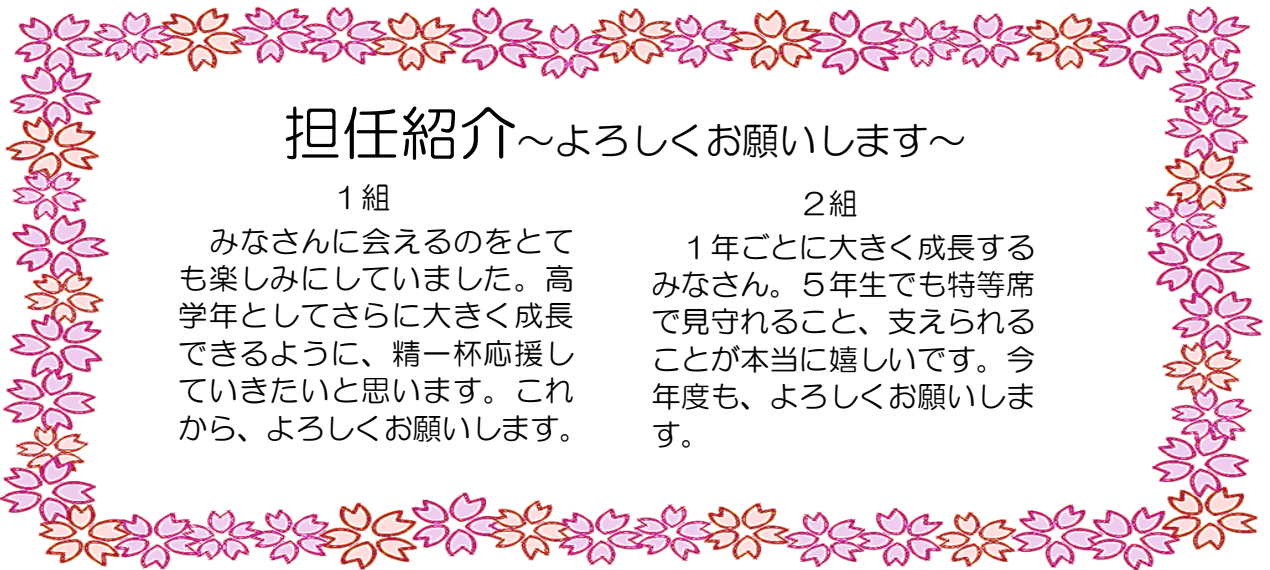 担任紹介～よろしくお願いします～
１組
　みなさんに会えるのをとて
も楽しみにしていました。高
学年としてさらに大きく成長
できるように、精一杯応援し
ていきたいと思います。これ
から、よろしくお願いします。
２組
　１年ごとに大きく成長する
みなさん。５年生でも特等席
で見守れること、支えられる
ことが本当に嬉しいです。今
年度も、よろしくお願いしま
す。